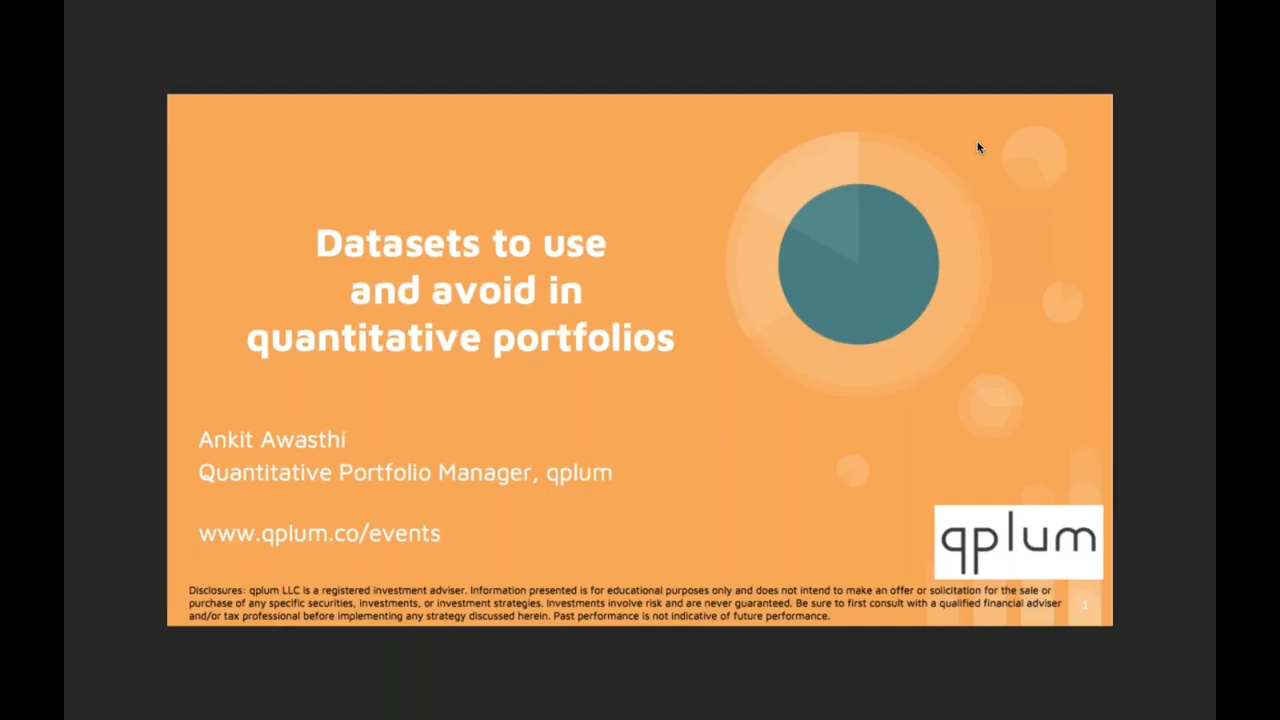 Datasets to use
and avoid in
quantitative portfolios
Ankit Awasthi
Quantitative Portfolio Manager, qplum
www.qplum.co/events
qplum
Disclosures: qplum LLC is a registered investment adviser. Information presented is for educational purposes only and does not intend to make an offer or solicitation for the sale or
purchase of any specific securities, investments, or investment strategies. Investments involve risk and are never guaranteed. Be sure to first consult with a qualified financial adviser
and/or tax professional before implementing any strategy discussed herein. Past performance is not indicative of future performance.
1